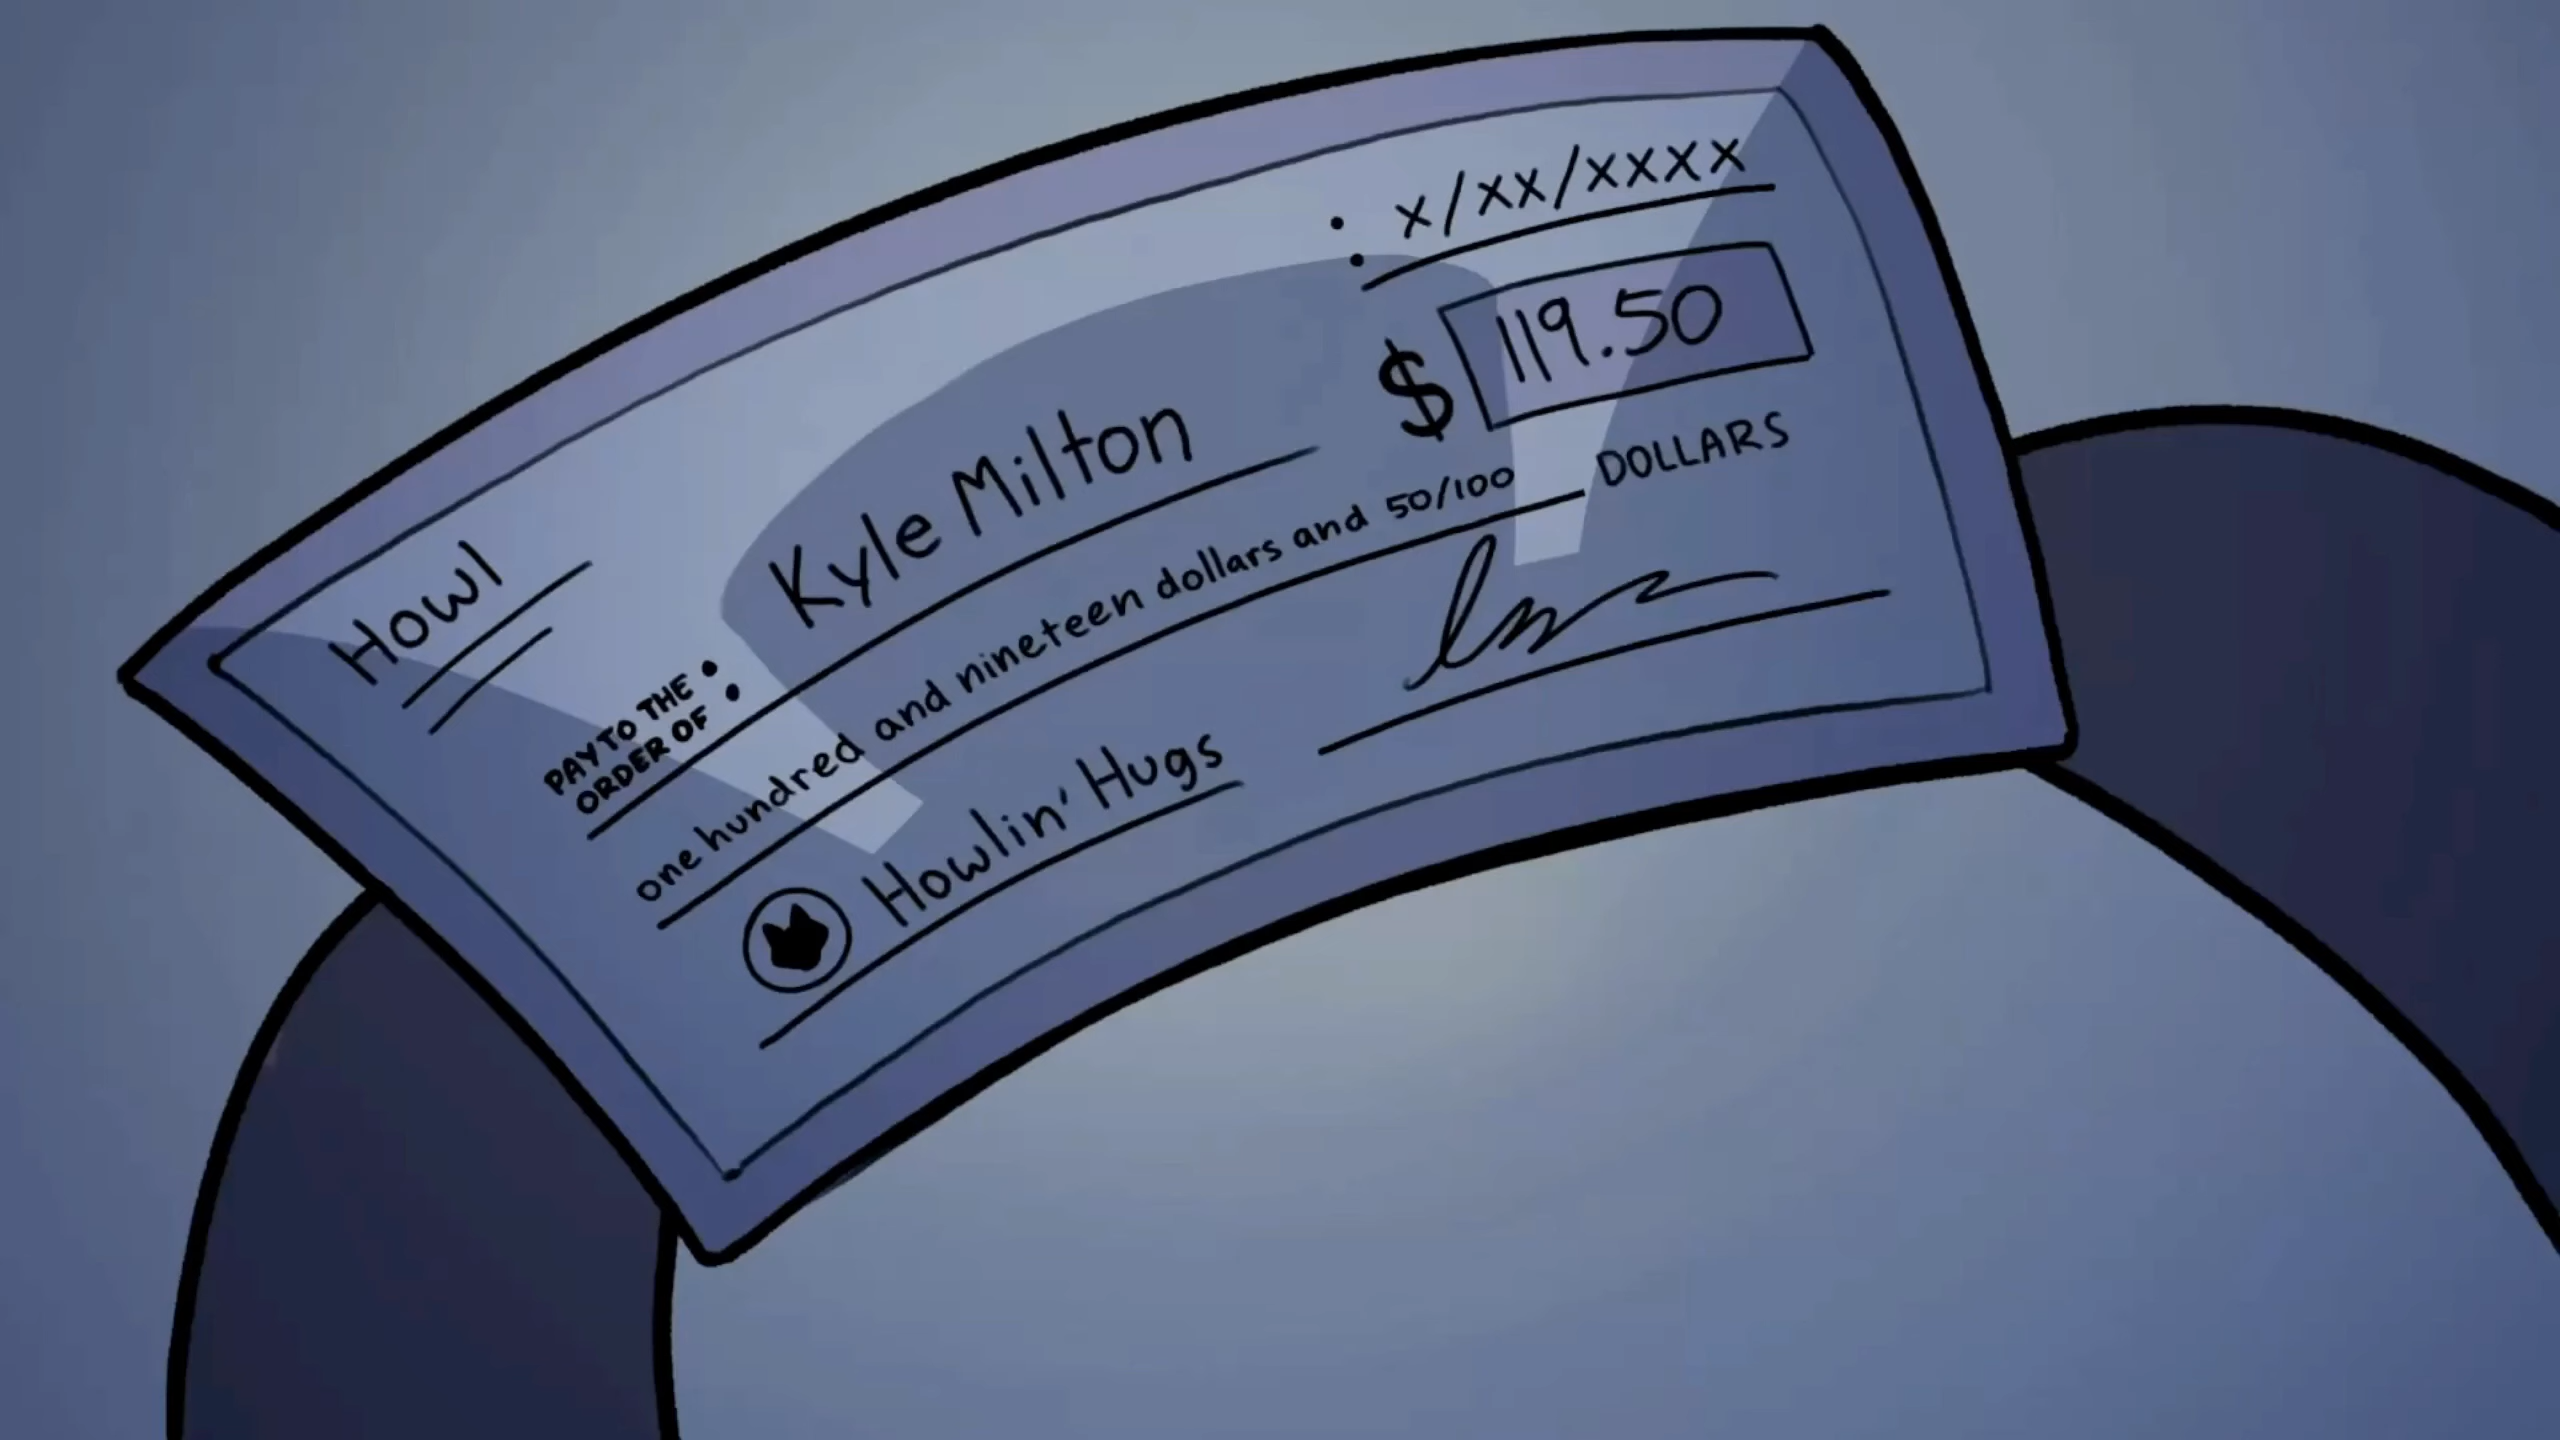 Howl
: x/xx/xxxx
$ 119.50
PAY TO THE
ORDER OF :
Kyle Milton
one hundred and nineteen dollars and 50/100 DOLLARS
Howlin' Hugs